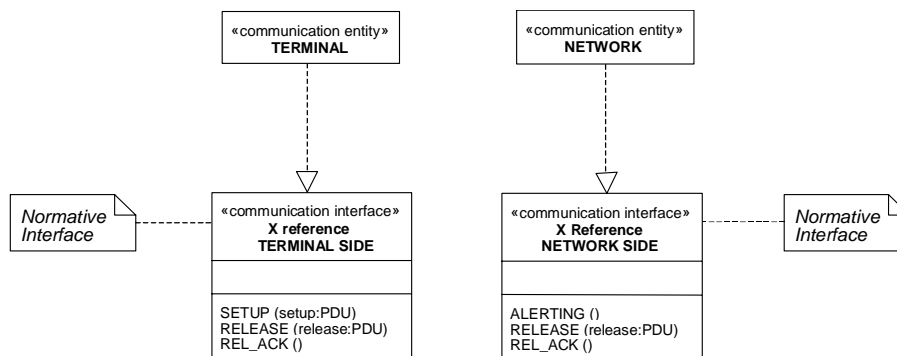 «communication entity»
TERMINAL
«communication entity»
NETWORK
Normative
Interface
«communication interface»
X reference
TERMINAL SIDE
SETUP (setup:PDU)
RELEASE (release:PDU)
REL_ACK ()
«communication interface»
X Reference
NETWORK SIDE
ALERTING ()
RELEASE (release:PDU)
REL_ACK ()
Normative
Interface